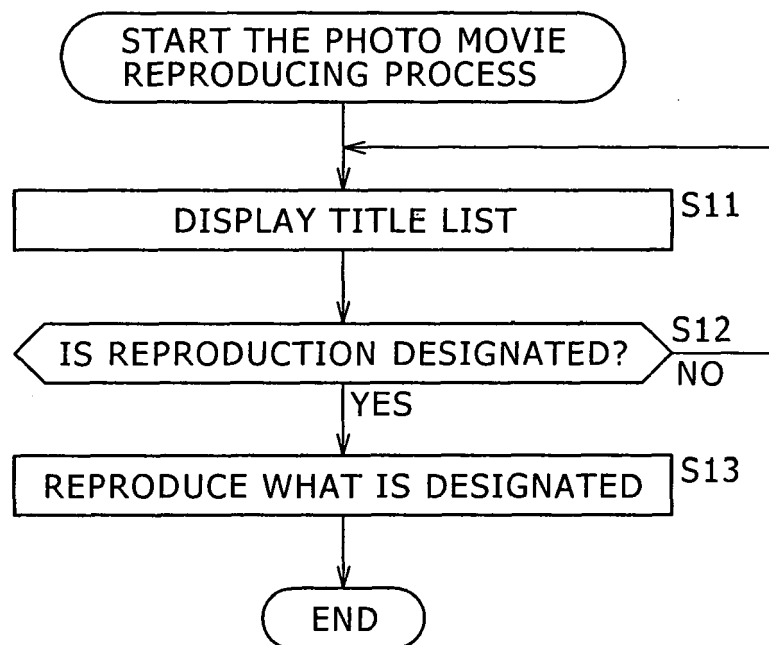 START THE PHOTO MOVIE
REPRODUCING PROCESS
DISPLAY TITLE LIST
S11
IS REPRODUCTION DESIGNATED?
S12
NO
YES
REPRODUCE WHAT IS DESIGNATED
S13
END